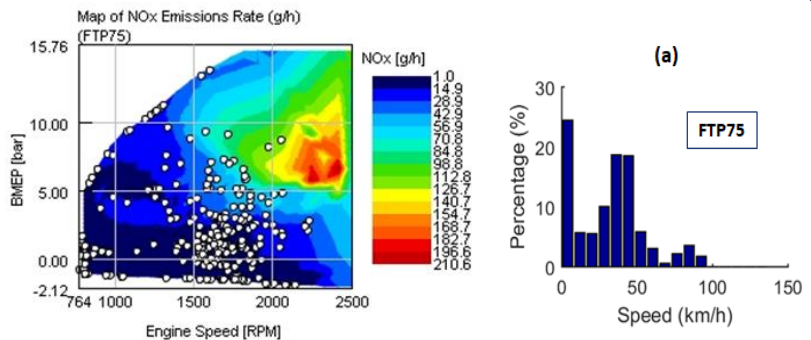 Map of NOx Emissions Rate (g/h)
(FTP75)
15.76
10.00
5.00
0.00
-2.12
BMEP [bar]
764 1000 1500 2000 2500
Engine Speed [RPM]
NOx [g/h]
1.0
14.9
28.9
42.9
56.9
70.8
84.8
98.8
112.8
126.7
140.7
154.7
168.7
182.7
196.6
210.6
(a)
FTP75
30
20
10
0
Percentage (%)
0 50 100 150
Speed (km/h)